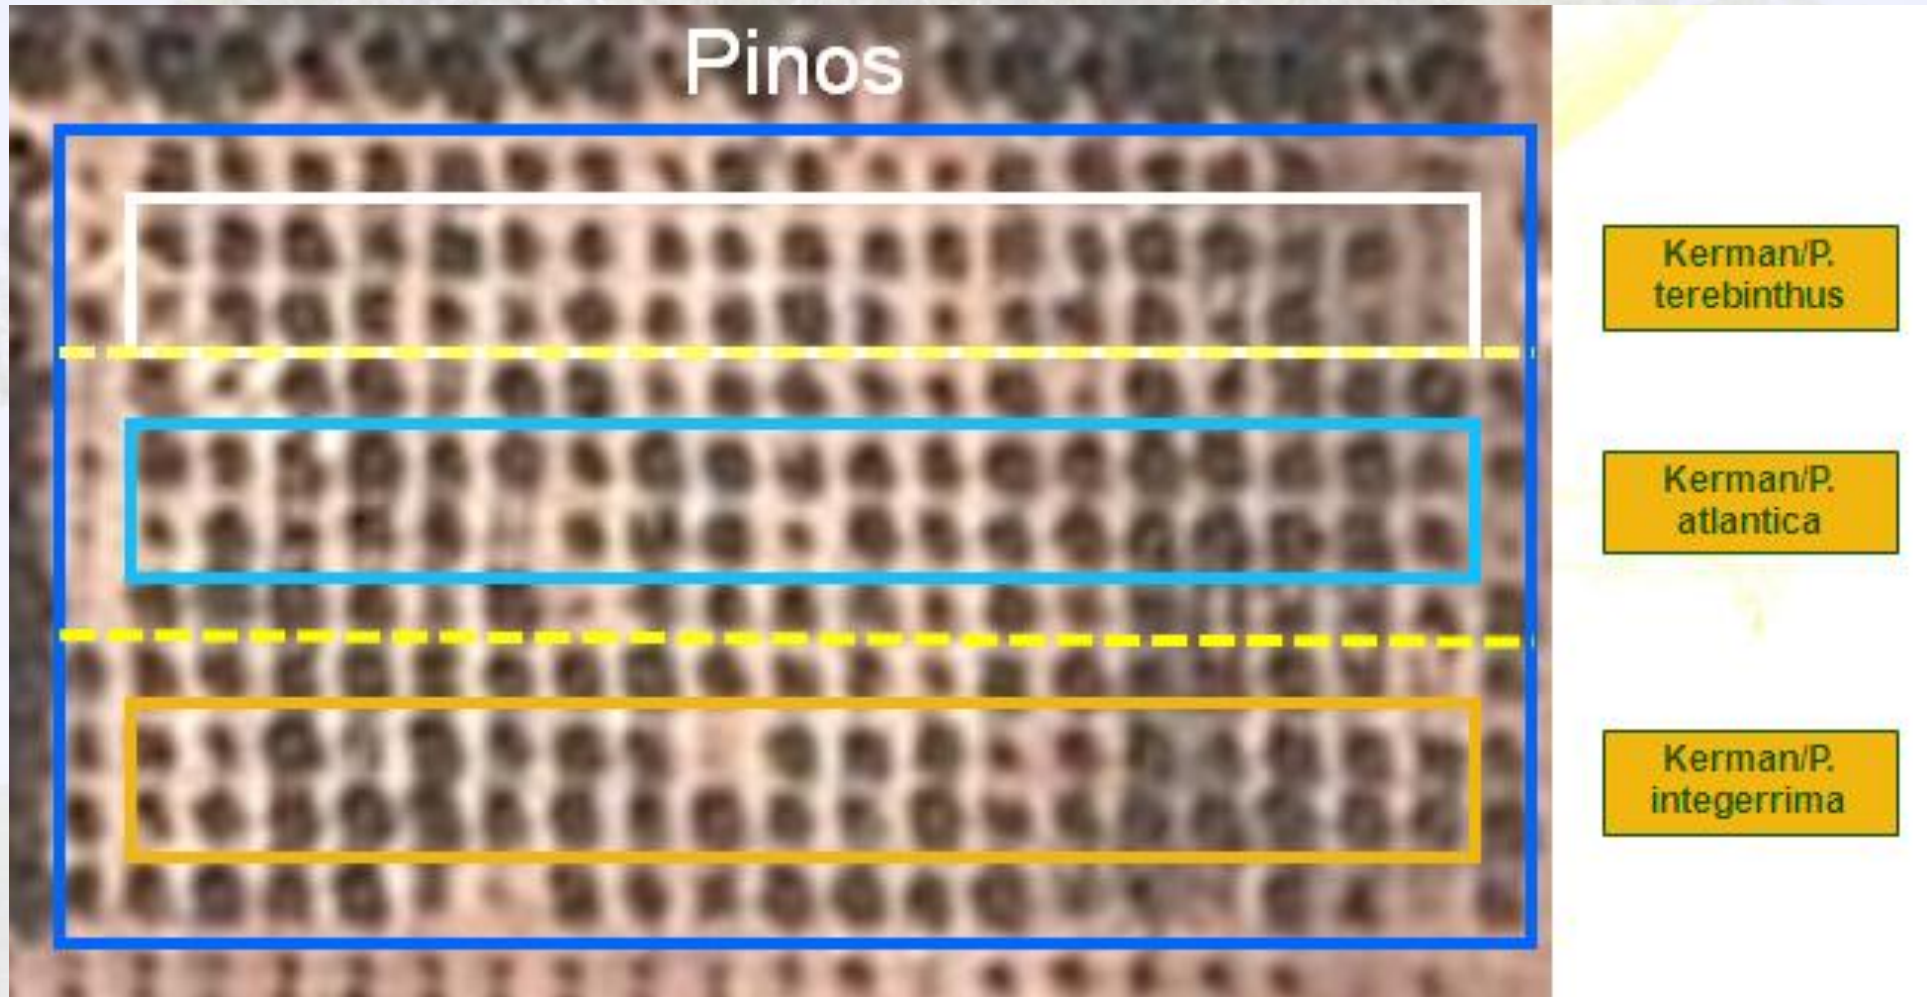 Pinos
Kerman/P.
terebinthus
Kerman/P.
atlantica
Kerman/P.
integerrima